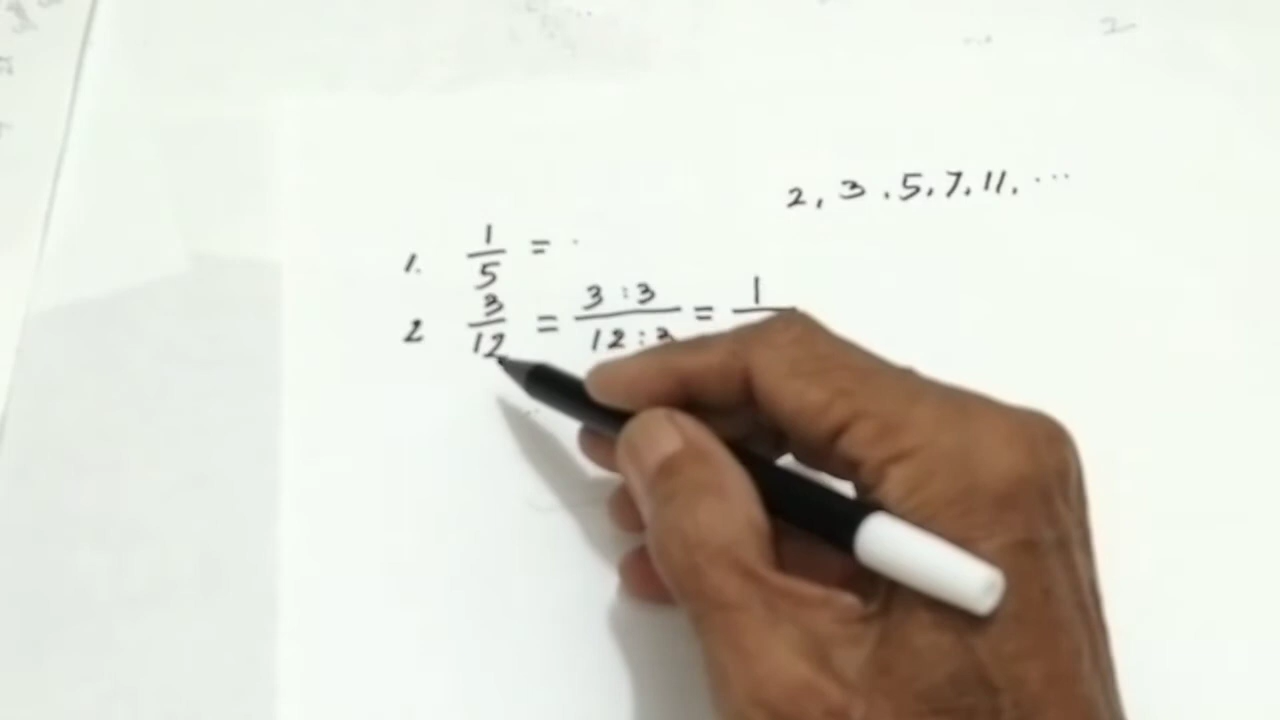 2, 3, 5, 7, 11, ...
1. 1/5 =
2 3/12 = 3:3/12:3 = 1/